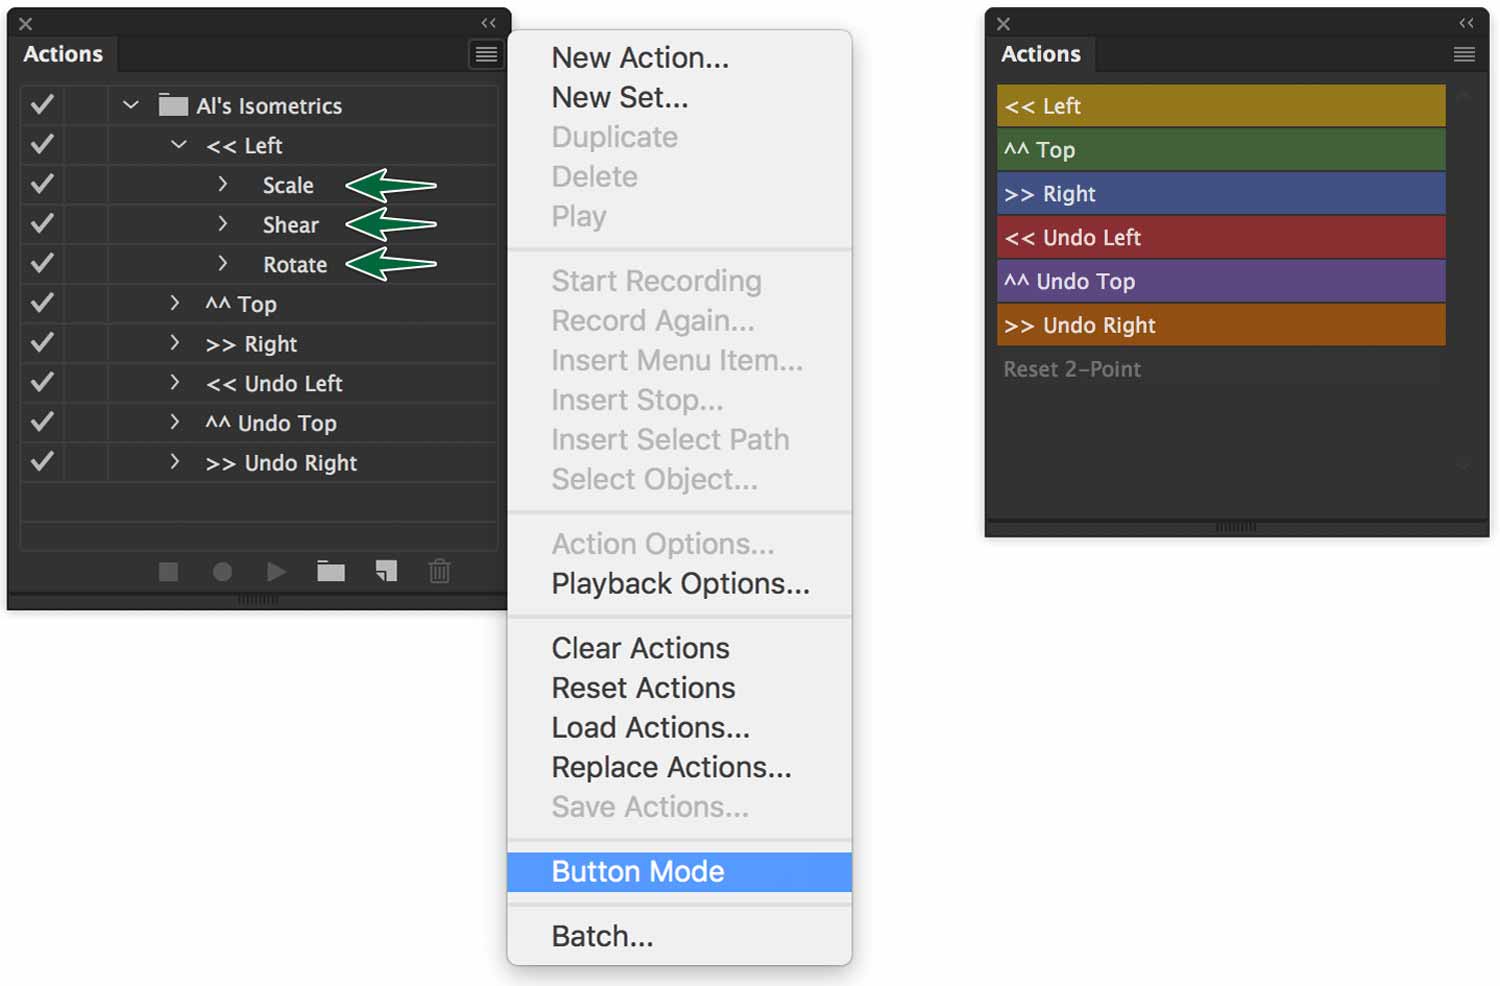 Actions
Al's Isometrics
<< Left
Scale
Shear
Rotate
^^ Top
>> Right
<< Undo Left
^^ Undo Top
>> Undo Right
New Action...
New Set...
Duplicate
Delete
Play
Start Recording
Record Again...
Insert Menu Item...
Insert Stop...
Insert Select Path
Select Object...
Action Options...
Playback Options...
Clear Actions
Reset Actions
Load Actions...
Replace Actions...
Save Actions...
Button Mode
Batch...
Actions
<< Left
^^ Top
>> Right
<< Undo Left
^^ Undo Top
>> Undo Right
Reset 2-Point